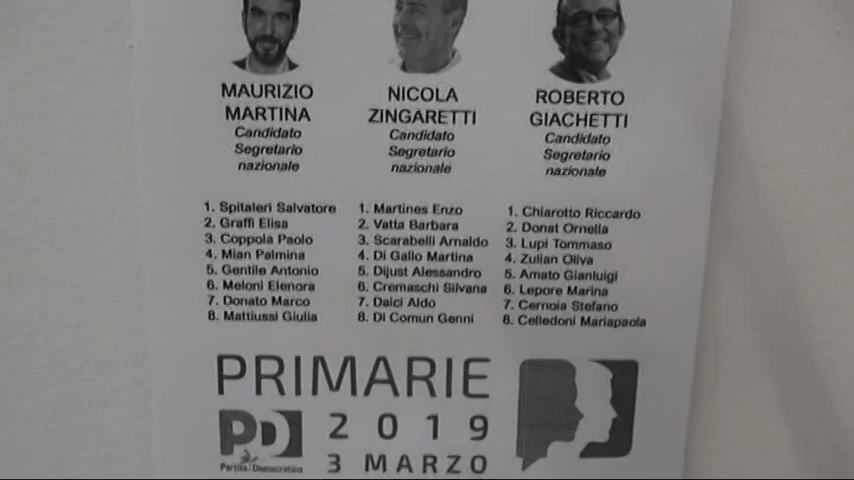 MAURIZIO
MARTINA
Candidato
Segretario
nazionale
1. Spitaleri Salvatore
2. Graffi Elisa
3. Coppola Paolo
4. Mian Palmina
5. Gentile Antonio
6. Meloni Elenora
7. Donato Marco
8. Mattiussi Giulia
NICOLA
ZINGARETTI
Candidato
Segretario
nazionale
1. Martines Enzo
2. Vatta Barbara
3. Scarabelli Arnaldo
4. Di Gallo Martina
5. Dijust Alessandro
6. Cremaschi Silvana
7. Daici Aldo
8. Di Comun Genni
ROBERTO
GIACHETTI
Candidato
Segretario
nazionale
1. Chiarotto Riccardo
2. Donat Ornella
3. Lupi Tommaso
4. Zulian Oliva
5. Amato Gianluigi
6. Lepore Marina
7. Cernoia Stefano
8. Celledoni Mariapaola
PRIMARIE
PD
Partito Democratico
2019
3 MARZO